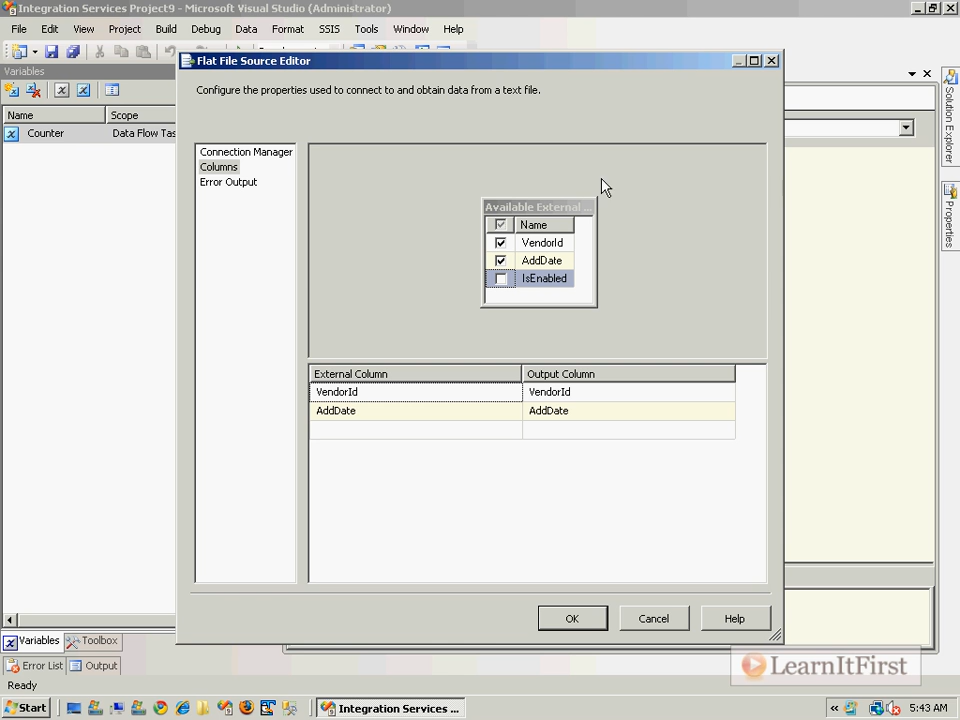 Integration Services Project9 - Microsoft Visual Studio (Administrator)
File Edit View Project Build Debug Data Format SSIS Tools Window Help
Variables
Name Scope
Counter Data Flow Tas
Flat File Source Editor
Configure the properties used to connect to and obtain data from a text file.
Connection Manager
Columns
Error Output
Available External ...
Name
VendorId
AddDate
IsEnabled
External Column Output Column
VendorId VendorId
AddDate AddDate
OK Cancel Help
Solution Explorer
Properties
Variables Toolbox
Error List Output
Ready
LearnItFirst
Start Integration Services ... « 5:43 AM